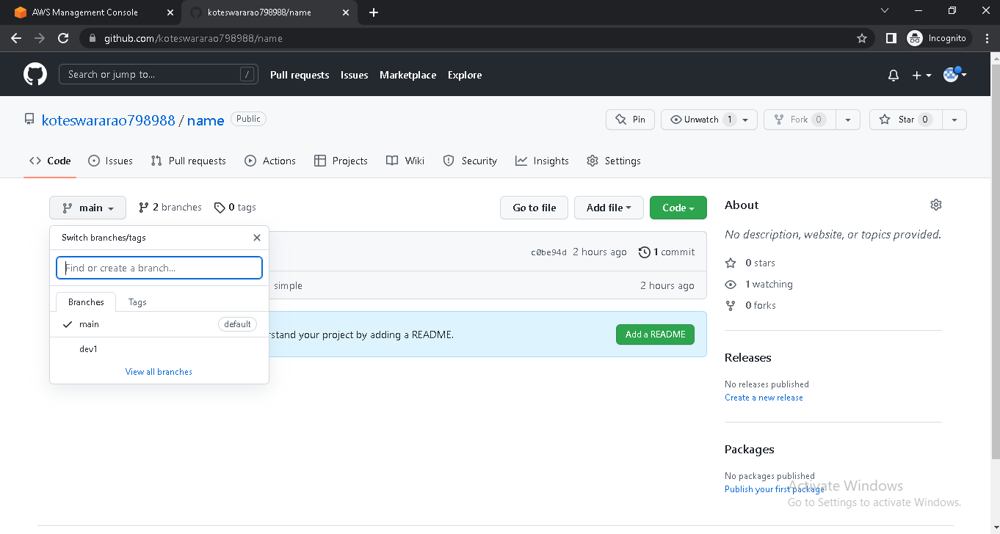 AWS Management Console
koteswararao798988/name
github.com/koteswararao798988/name
Incognito
Search or jump to...
/
Pull requests
Issues
Marketplace
Explore
koteswararao798988 / name
Public
Pin
Unwatch 1
Fork 0
Star 0
Code
Issues
Pull requests
Actions
Projects
Wiki
Security
Insights
Settings
main
2 branches
0 tags
Go to file
Add file
Code
Switch branches/tags
Find or create a branch...
Branches
Tags
main
default
dev1
View all branches
c0be94d 2 hours ago
1 commit
simple
2 hours ago
your project by adding a README.
Add a README
About
No description, website, or topics provided.
0 stars
1 watching
0 forks
Releases
No releases published
Create a new release
Packages
No packages published
Publish your first package
Activate Windows
Go to Settings to activate Windows.